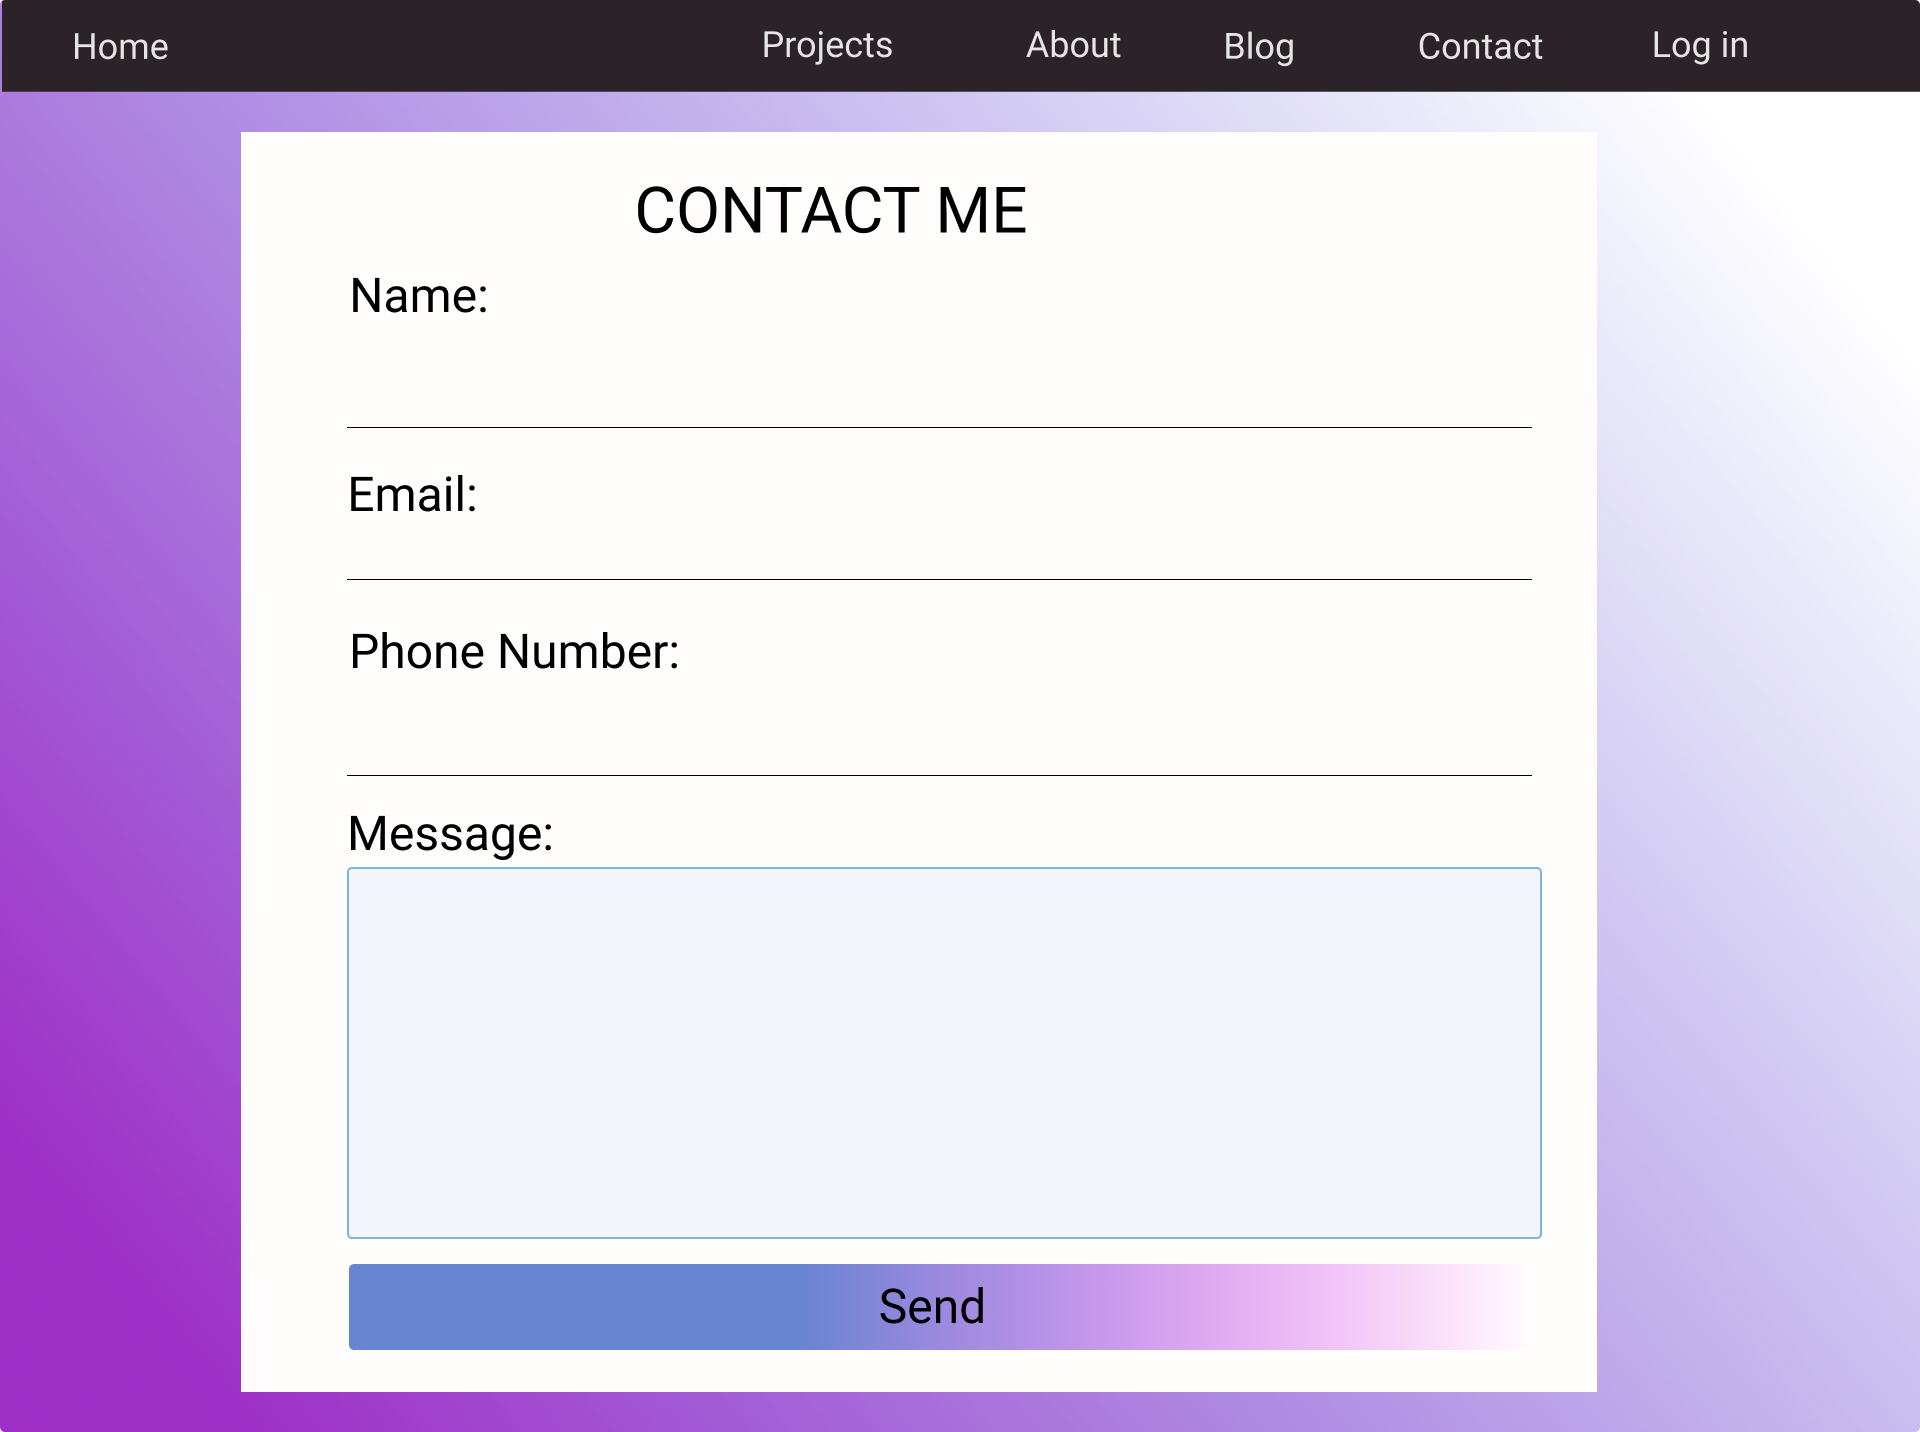 Home Projects About Blog Contact Log in
CONTACT ME
Name:
Email:
Phone Number:
Message:
Send